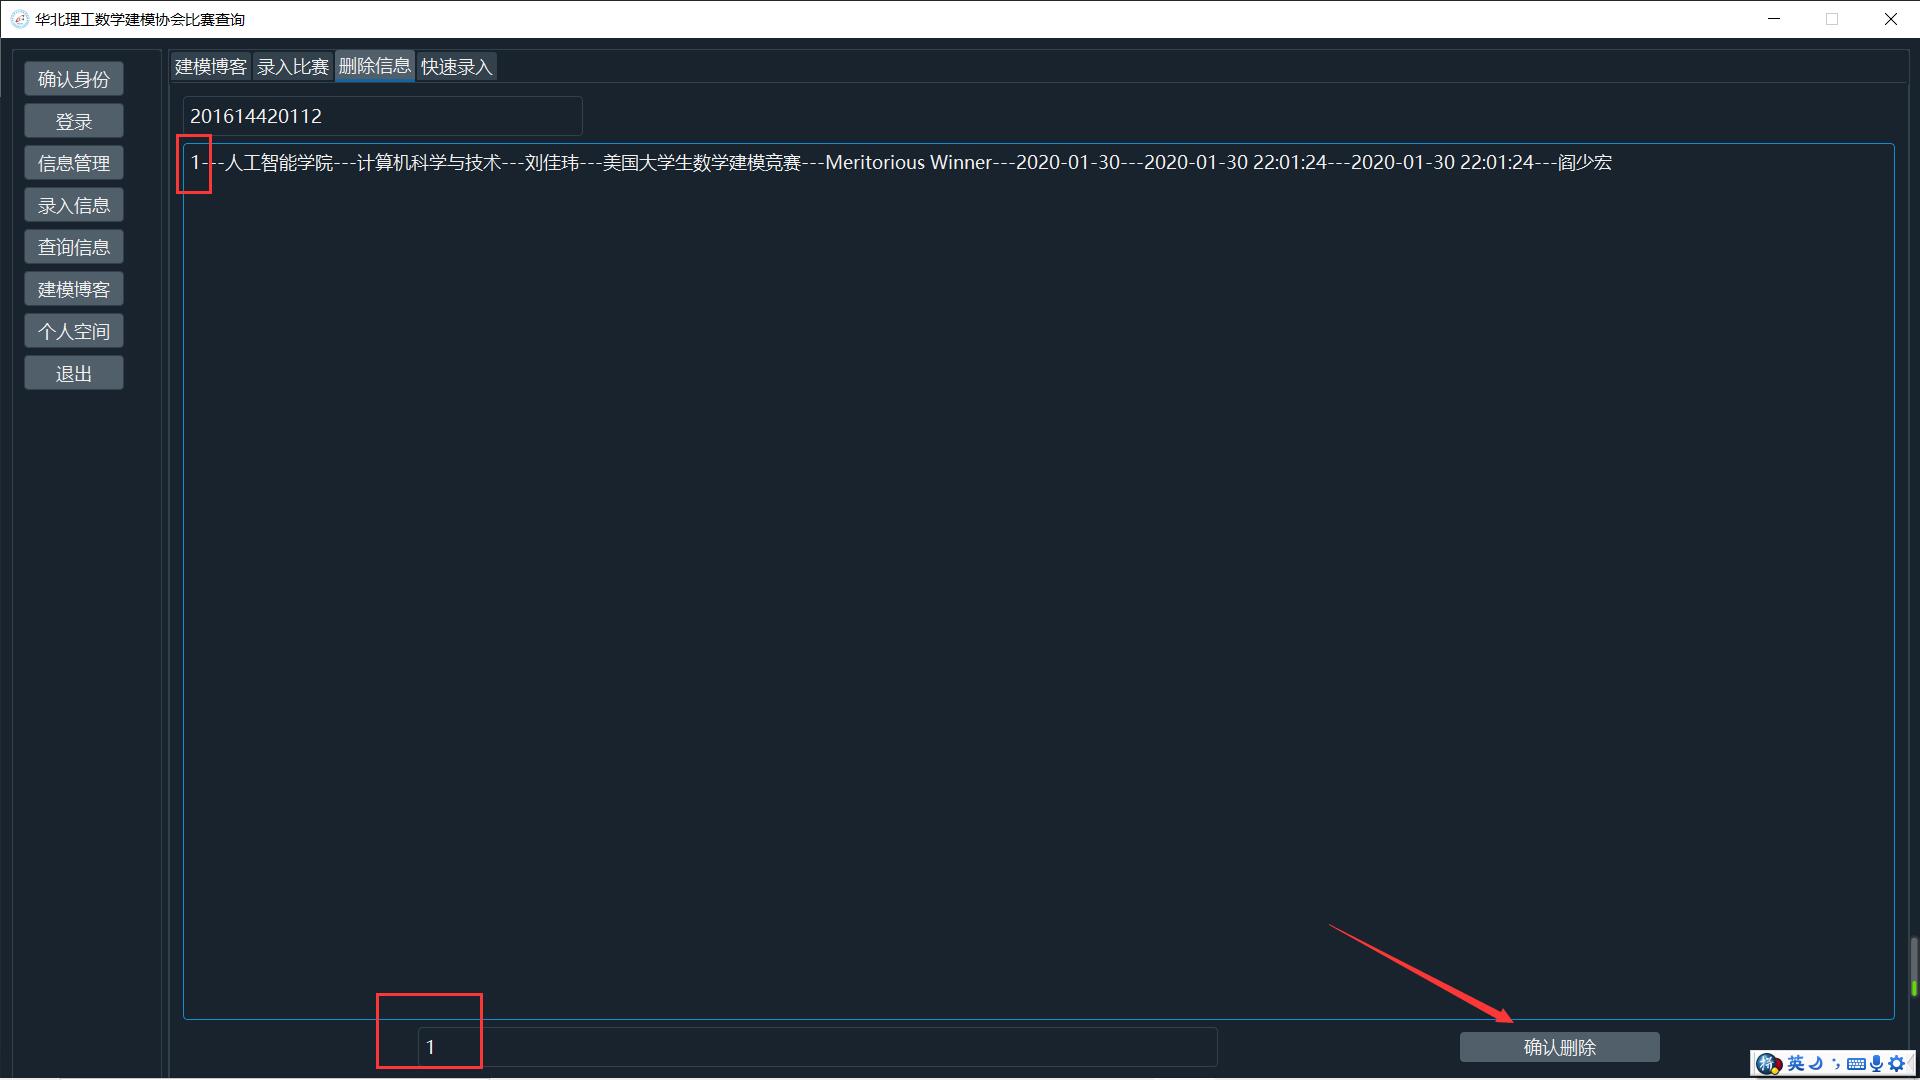 华北理工数学建模协会比赛查询
确认身份
登录
信息管理
录入信息
查询信息
建模博客
个人空间
退出
建模博客 录入比赛 删除信息 快速录入
201614420112
1---人工智能学院---计算机科学与技术---刘佳玮---美国大学生数学建模竞赛---Meritorious Winner---2020-01-30---2020-01-30 22:01:24---2020-01-30 22:01:24---阎少宏
1
确认删除
拼 英